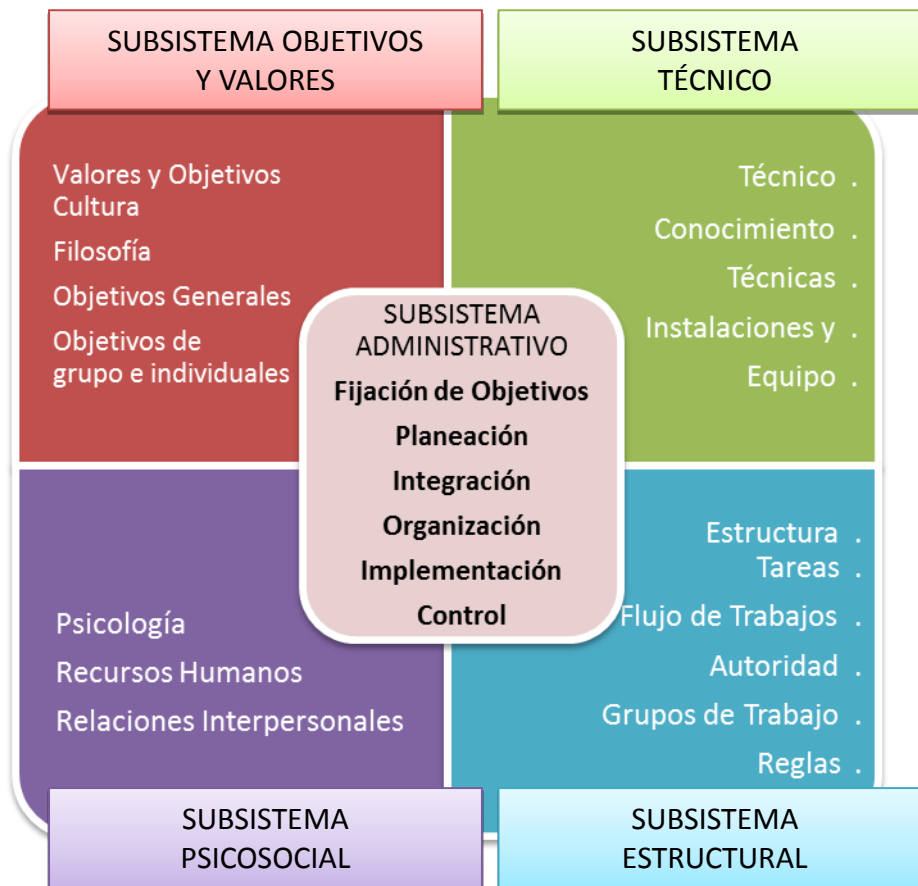 SUBSISTEMA OBJETIVOS
Y VALORES
SUBSISTEMA
TÉCNICO
Valores y Objetivos
Cultura
Filosofía
Objetivos Generales
Objetivos de
grupo e individuales
Técnico .
Conocimiento .
Técnicas .
Instalaciones y .
Equipo .
SUBSISTEMA
ADMINISTRATIVO
Fijación de Objetivos
Planeación
Integración
Organización
Implementación
Control
Psicología
Recursos Humanos
Relaciones Interpersonales
Estructura .
Tareas .
Flujo de Trabajos .
Autoridad .
Grupos de Trabajo .
Reglas .
SUBSISTEMA
PSICOSOCIAL
SUBSISTEMA
ESTRUCTURAL